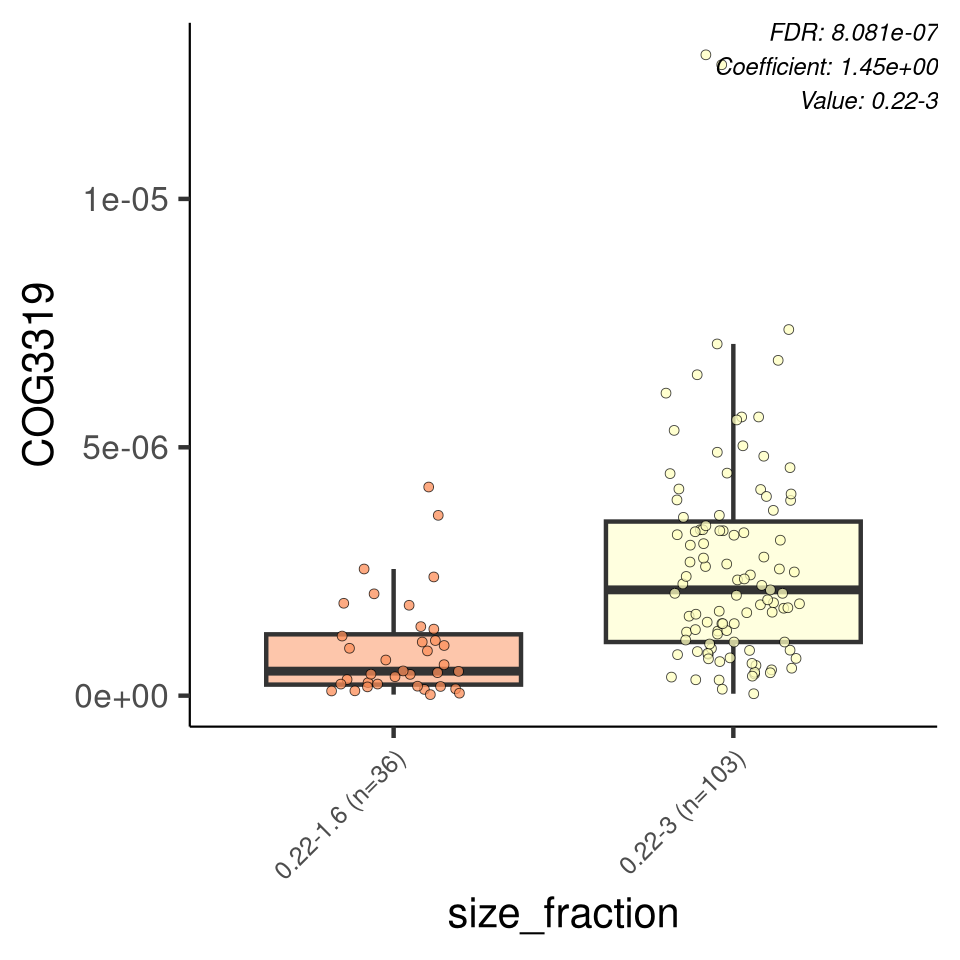 FDR: 8.081e-07
Coefficient: 1.45e+00
Value: 0.22-3
1e-05
5e-06
0e+00
COG3319
0.22-1.6 (n=36)
0.22-3 (n=103)
size_fraction